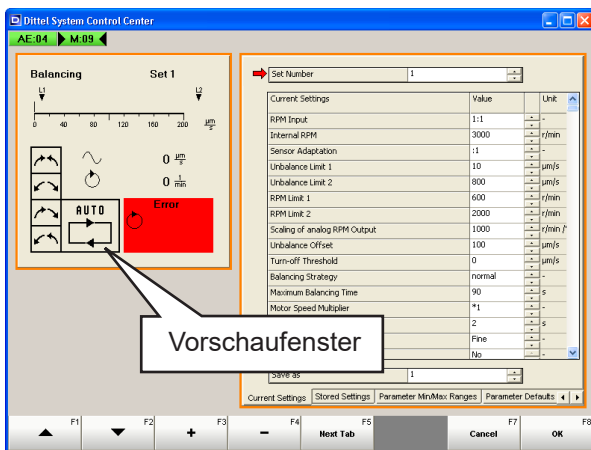 Dittel System Control Center
AE:04 M:09
Balancing Set 1
L1 L2
0 40 80 120 160 200 µm/s
0 µm/s
0 1/min
AUTO
Error
Vorschaufenster
Set Number 1
Current Settings Value Unit
RPM Input 1:1 -
Internal RPM 3000 r/min
Sensor Adaptation :1 -
Unbalance Limit 1 10 µm/s
Unbalance Limit 2 800 µm/s
RPM Limit 1 600 r/min
RPM Limit 2 2000 r/min
Scaling of analog RPM Output 1000 r/min /
Unbalance Offset 100 µm/s
Turn-off Threshold 0 µm/s
Balancing Strategy normal -
Maximum Balancing Time 90 s
Motor Speed Multiplier *1 -
2 s
Fine -
No -
Save as 1
Current Settings Stored Settings Parameter Min/Max Ranges Parameter Defaults
F1 F2 F3 F4 F5 F7 F8
+ - Next Tab Cancel OK